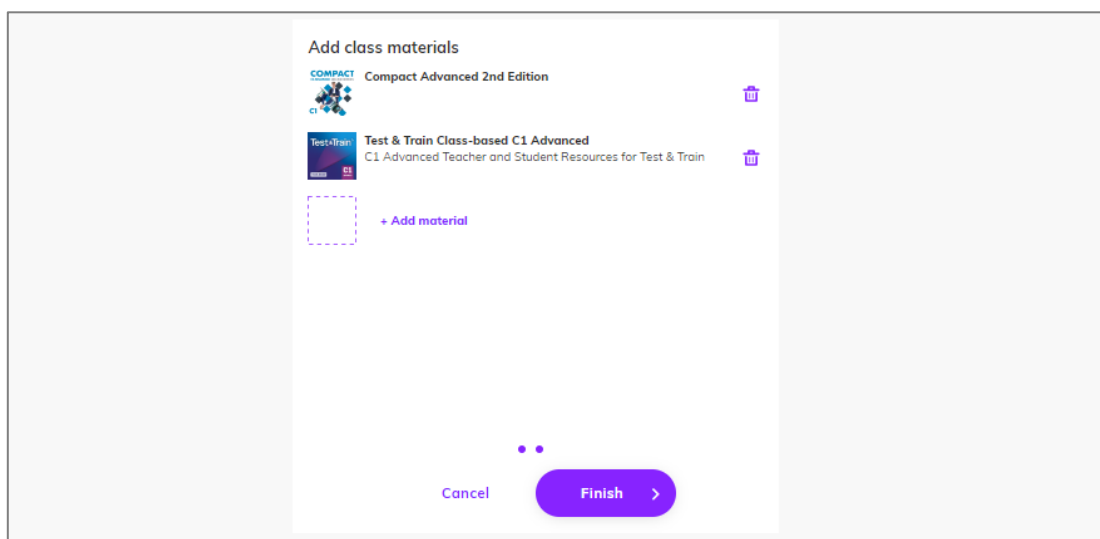 Add class materials
COMPACT
C1
Compact Advanced 2nd Edition
Test&Train
C1
Test & Train Class-based C1 Advanced
C1 Advanced Teacher and Student Resources for Test & Train
+ Add material
Cancel
Finish